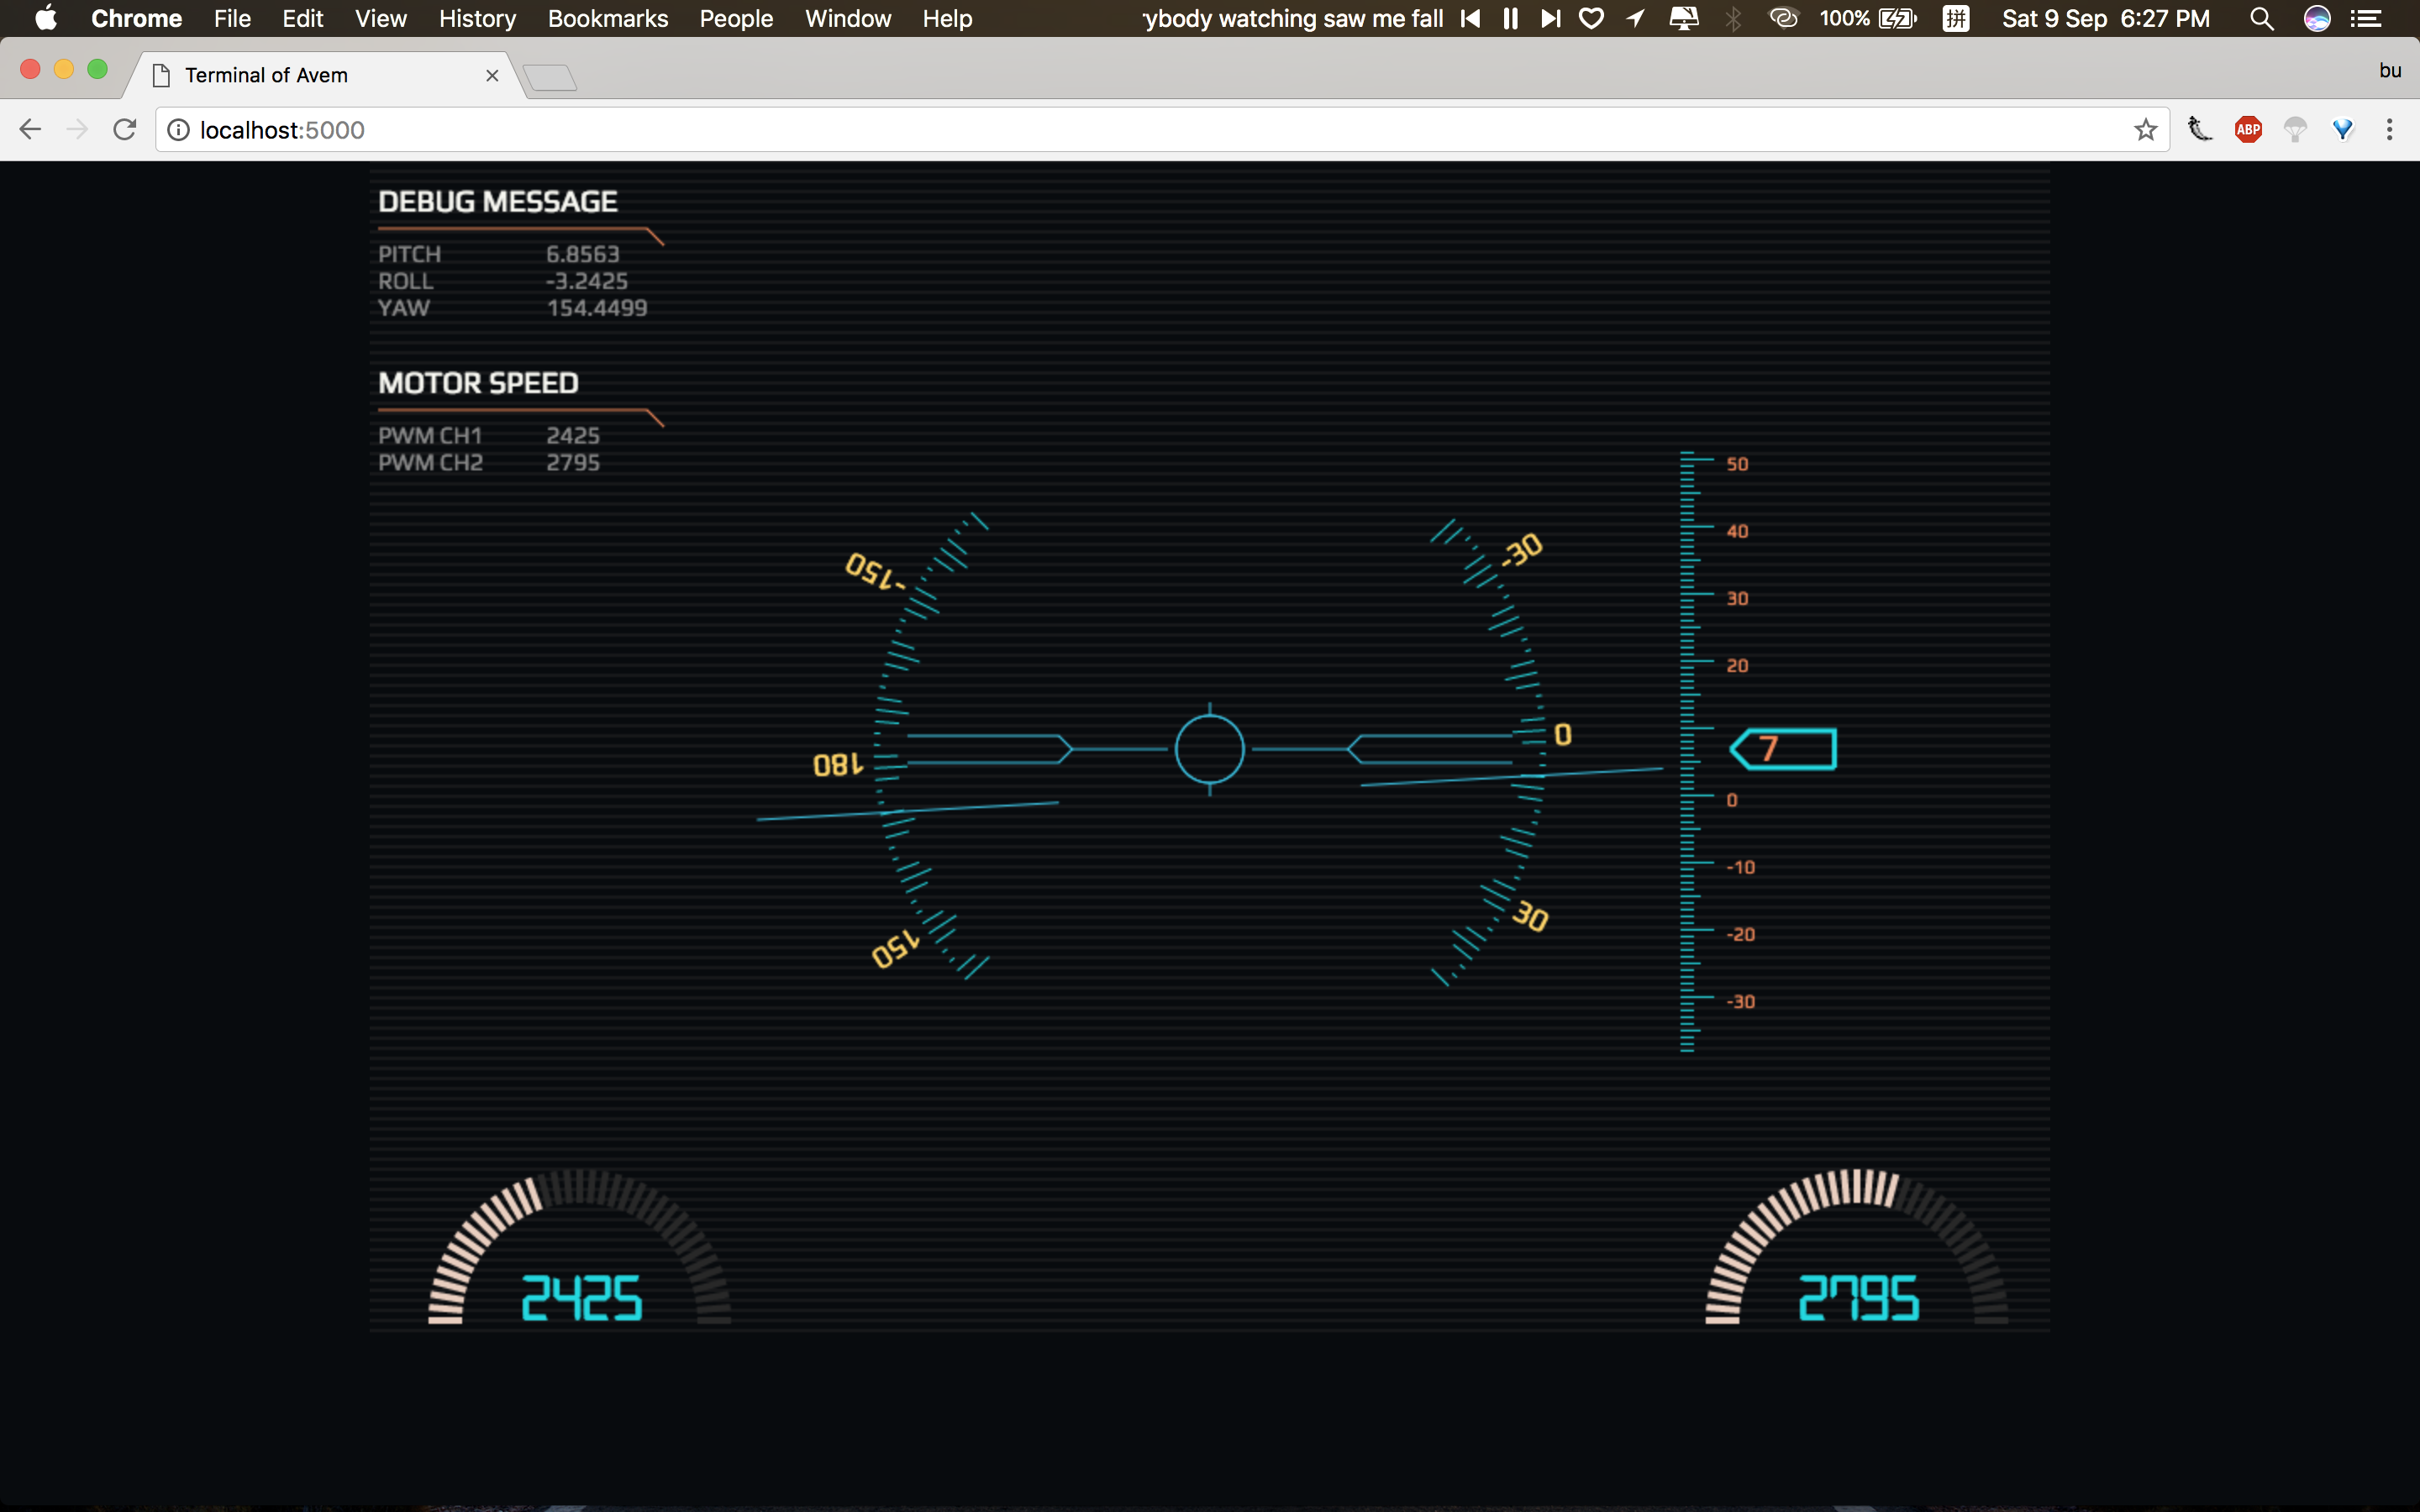 Chrome File Edit View History Bookmarks People Window Help ybody watching saw me fall 100% 拼 Sat 9 Sep 6:27 PM
Terminal of Avem bu
localhost:5000 ABP
DEBUG MESSAGE
PITCH 6.8563
ROLL -3.2425
YAW 154.4499
MOTOR SPEED
PWM CH1 2425
PWM CH2 2795
50
40
-150 -30
30
20
180 0 7
0
-10
150 30
-20
-30
2425 2795